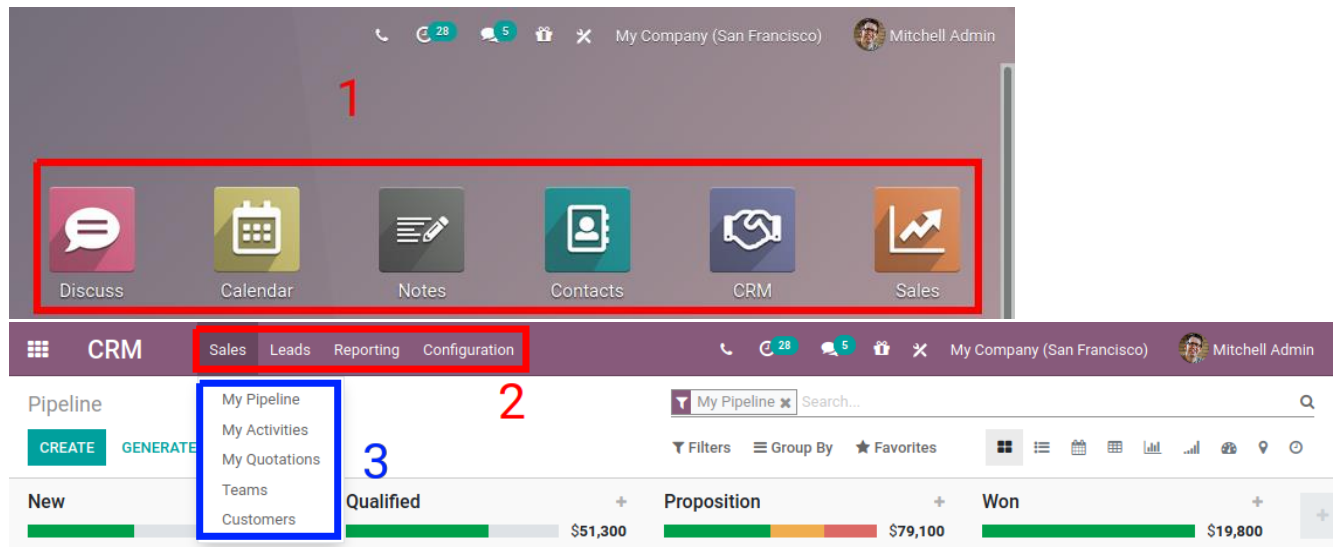 28 5 My Company (San Francisco) Mitchell Admin
1
Discuss Calendar Notes Contacts CRM Sales
CRM Sales Leads Reporting Configuration 28 5 My Company (San Francisco) Mitchell Admin
Pipeline My Pipeline 2 My Pipeline Search...
My Activities
CREATE GENERATE My Quotations 3 Filters Group By Favorites
Teams
New Customers Qualified + Proposition + Won +
$51,300 $79,100 $19,800 +